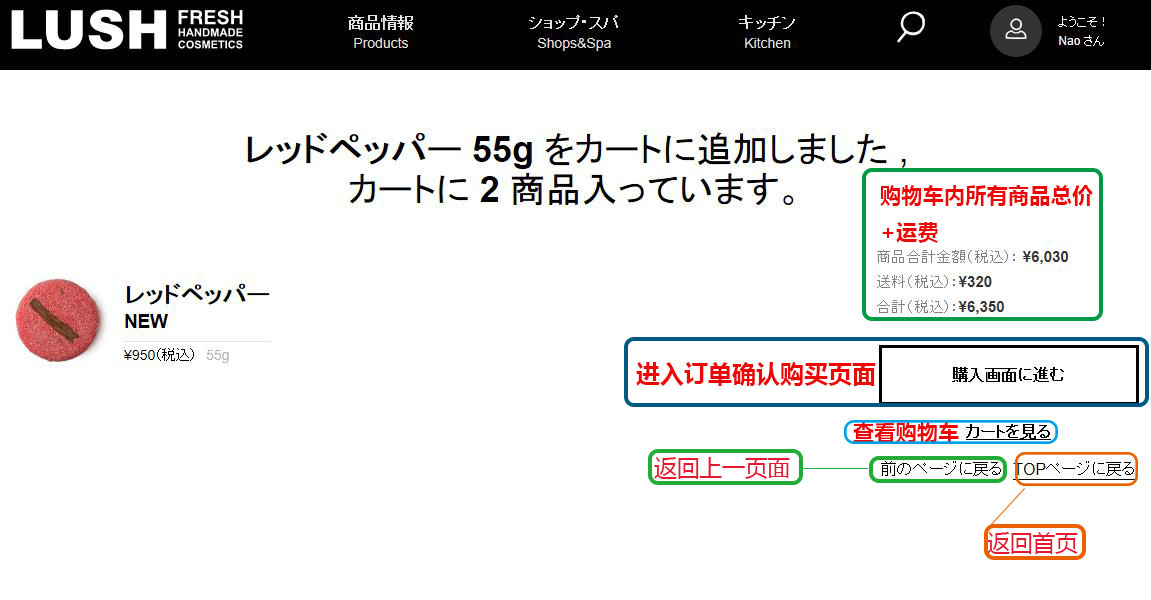 LUSH
FRESH
HANDMADE
COSMETICS
商品情報
Products
ショップ・スパ
Shops&Spa
キッチン
Kitchen
ようこそ！
Nao さん
レッドペッパー 55g をカートに追加しました ,
カートに 2 商品入っています。
购物车内所有商品总价
+运费
商品合計金額(税込)： ¥6,030
送料(税込)：¥320
合計(税込)：¥6,350
レッドペッパー
NEW
¥950(税込) 55g
进入订单确认购买页面 購入画面に進む
查看购物车 カートを見る
返回上一页面 前のページに戻る TOPページに戻る
返回首页